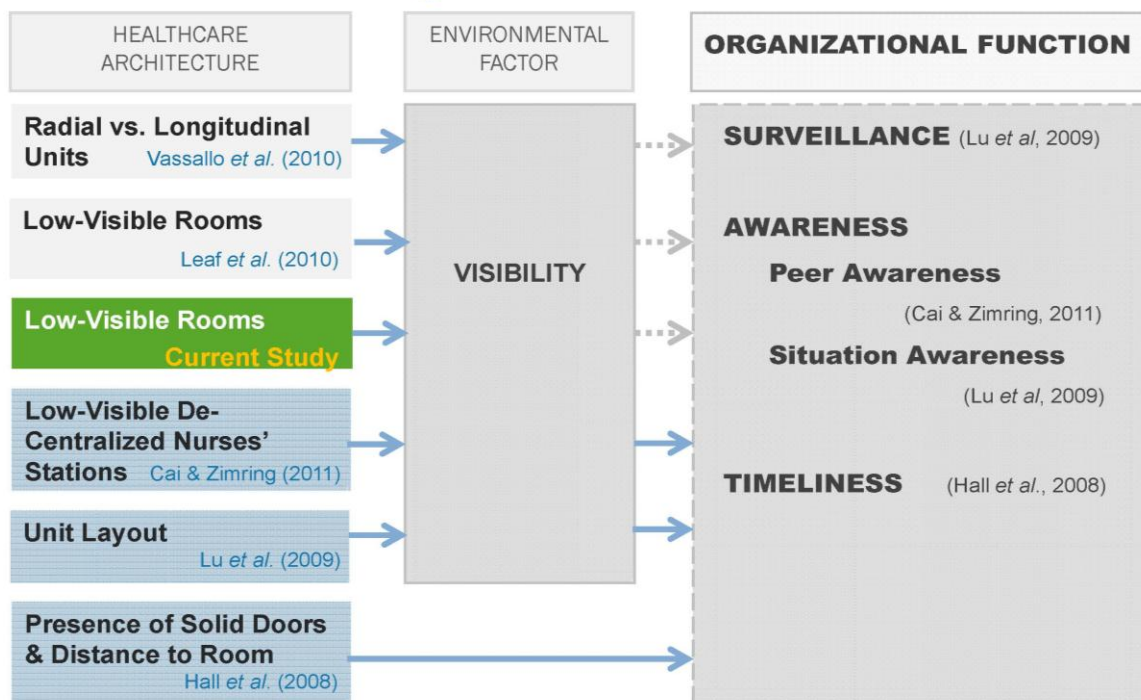 HEALTHCARE
ARCHITECTURE
ENVIRONMENTAL
FACTOR
ORGANIZATIONAL FUNCTION
Radial vs. Longitudinal
Units Vassallo et al. (2010)
Low-Visible Rooms
Leaf et al. (2010)
Low-Visible Rooms
Current Study
Low-Visible De-
Centralized Nurses’
Stations Cai & Zimring (2011)
Unit Layout
Lu et al. (2009)
Presence of Solid Doors
& Distance to Room
Hall et al. (2008)
VISIBILITY
SURVEILLANCE (Lu et al, 2009)
AWARENESS
Peer Awareness
(Cai & Zimring, 2011)
Situation Awareness
(Lu et al, 2009)
TIMELINESS (Hall et al., 2008)